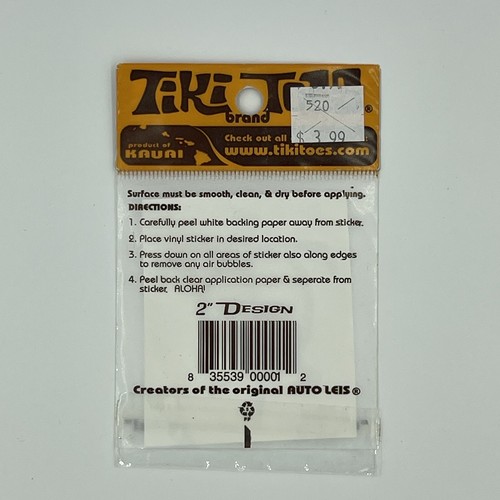 Tiki Toes
brand
®
520
$ 3.99
product of
KAUAI
Check out all
www.tikitoes.com
Surface must be smooth, clean, & dry before applying.
DIRECTIONS:
1. Carefully peel white backing paper away from sticker.
2. Place vinyl sticker in desired location.
3. Press down on all areas of sticker also along edges
to remove any air bubbles.
4. Peel back clear application paper & seperate from
sticker, ALOHA!
2" DESIGN
8 35539 00001 2
Creators of the original AUTO LEIS ®